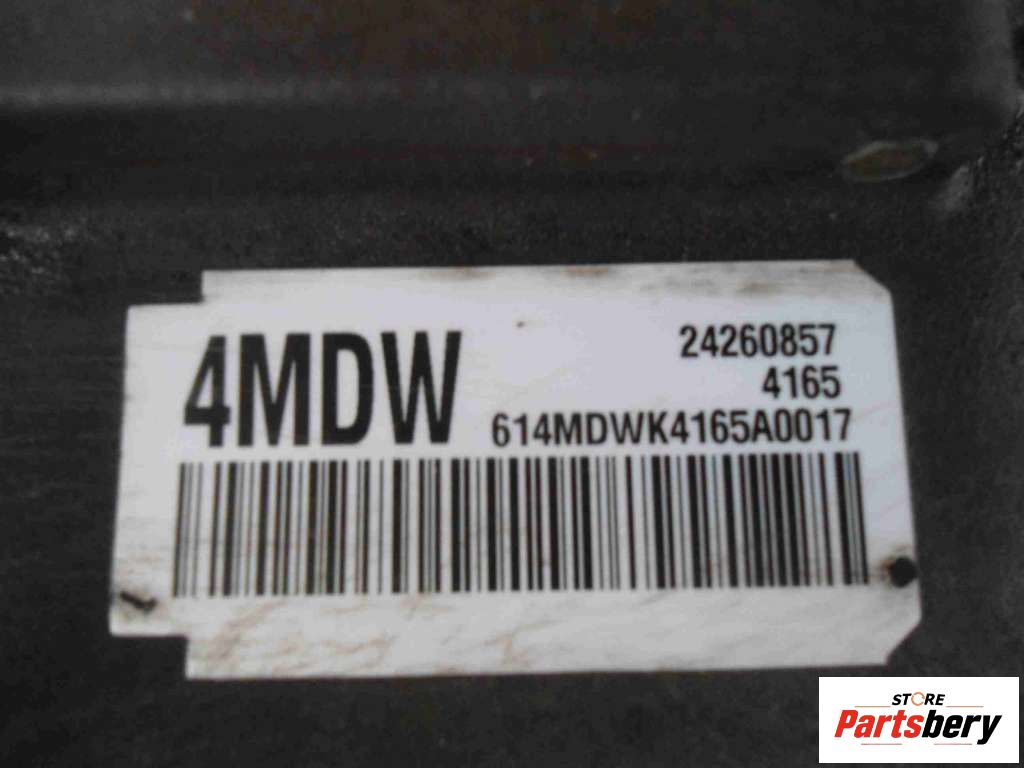 4MDW
24260857
4165
614MDWK4165A0017
STORE
Partsbery